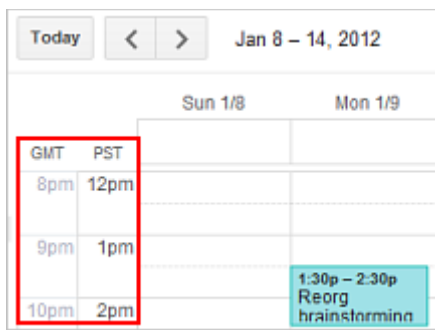 Today < > Jan 8 – 14, 2012
Sun 1/8 Mon 1/9
GMT PST
8pm 12pm
9pm 1pm
1:30p – 2:30p
Reorg
10pm 2pm
brainstorming